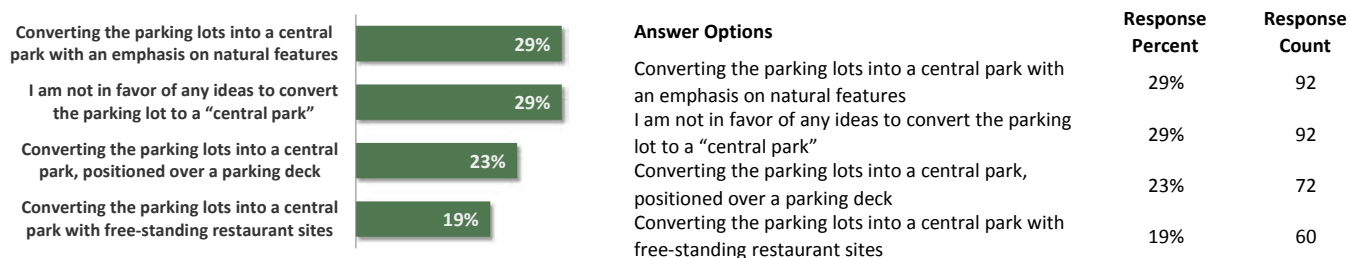 Converting the parking lots into a central
park with an emphasis on natural features
29%
I am not in favor of any ideas to convert
the parking lot to a “central park”
29%
Converting the parking lots into a central
park, positioned over a parking deck
23%
Converting the parking lots into a central
park with free-standing restaurant sites
19%
Answer Options
Response
Percent
Response
Count
Converting the parking lots into a central park with
an emphasis on natural features
29%
92
I am not in favor of any ideas to convert the parking
lot to a “central park”
29%
92
Converting the parking lots into a central park,
positioned over a parking deck
23%
72
Converting the parking lots into a central park with
free-standing restaurant sites
19%
60